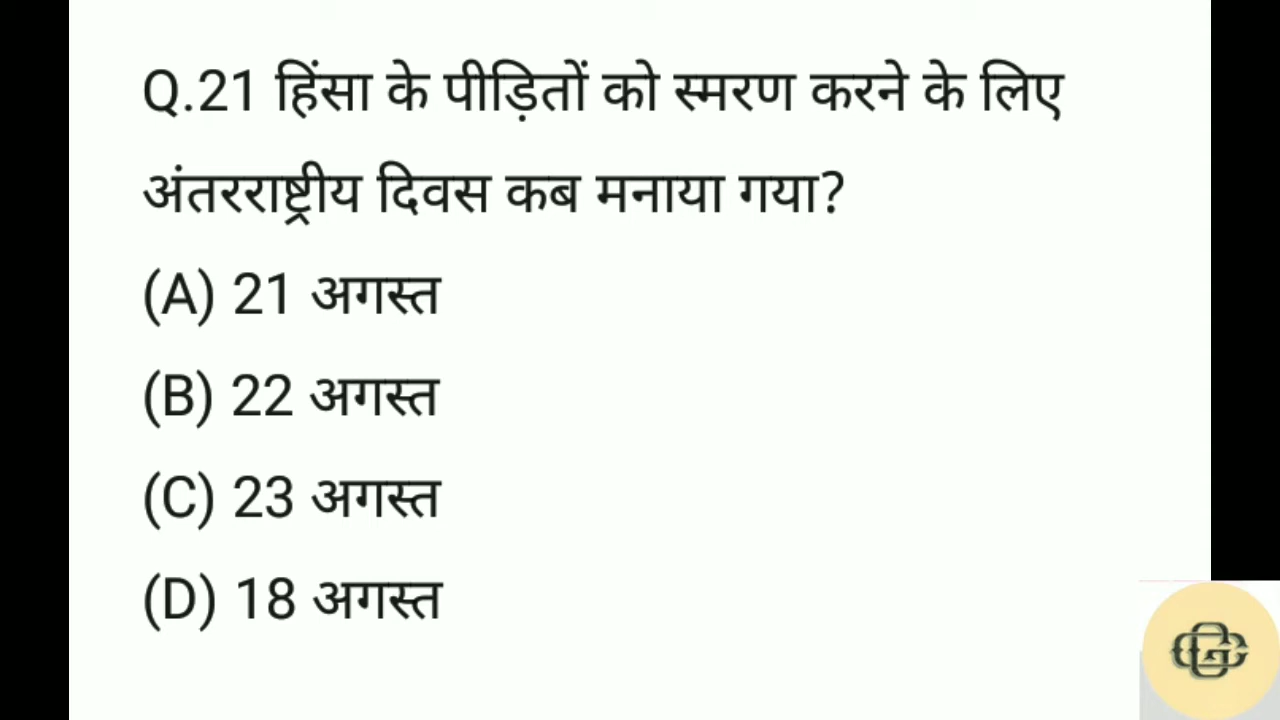 Q.21 हिंसा के पीड़ितों को स्मरण करने के लिए
अंतरराष्ट्रीय दिवस कब मनाया गया?
(A) 21 अगस्त
(B) 22 अगस्त
(C) 23 अगस्त
(D) 18 अगस्त